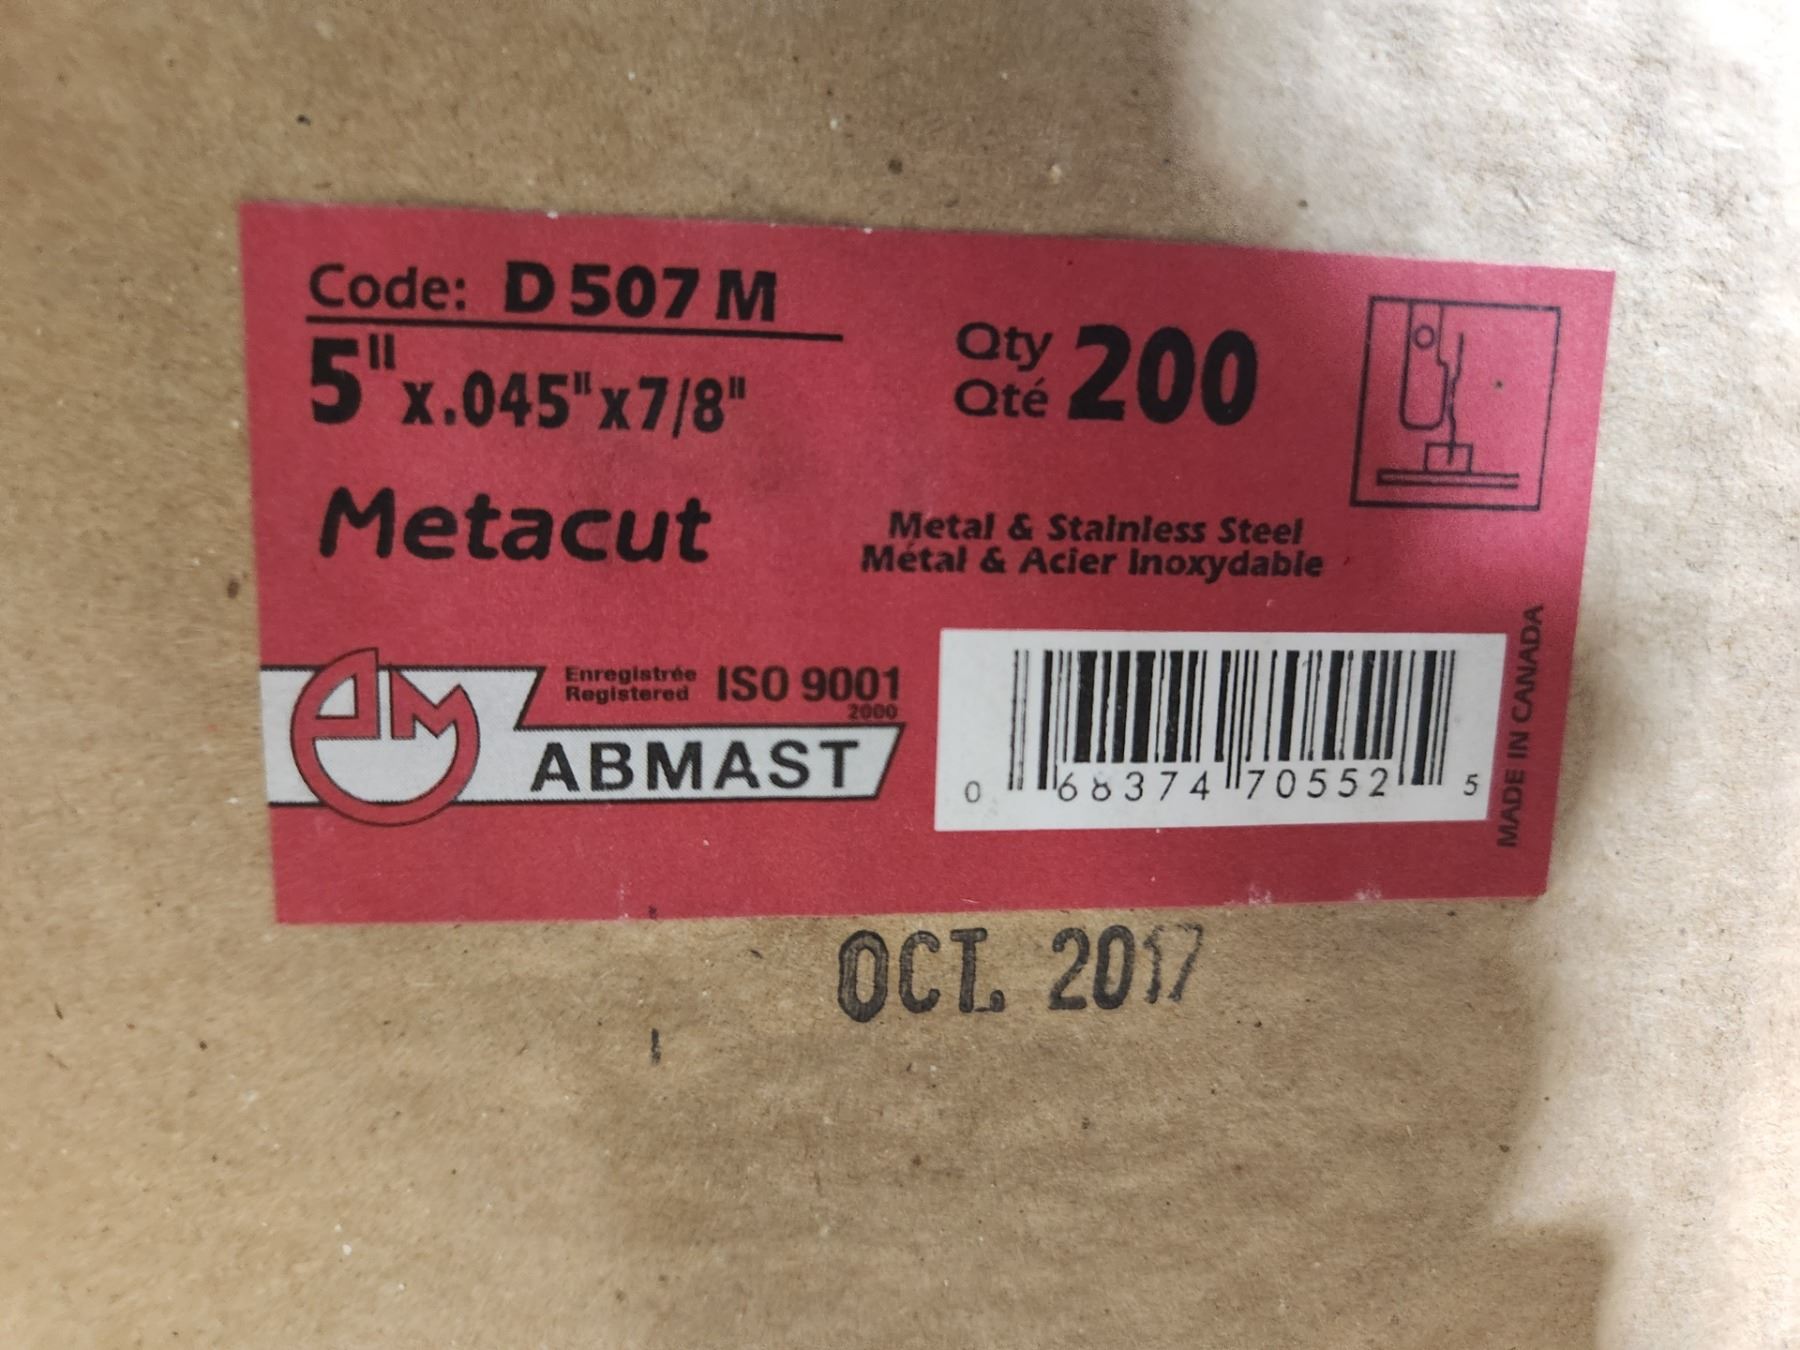 Code: D 507 M
5" x .045" x 7/8"
Qty
Qté
200
Metacut
Metal & Stainless Steel
Métal & Acier Inoxydable
Enregistrée
Registered
ISO 9001
2000
ABMAST
0 68374 70552 5
MADE IN CANADA
OCT. 2017